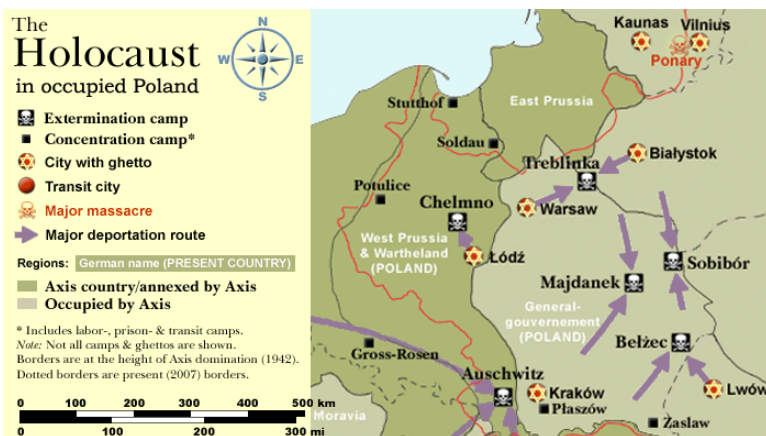 The
Holocaust
in occupied Poland
N
W
E
S
Extermination camp
Concentration camp*
City with ghetto
Transit city
Major massacre
Major deportation route
Regions: German name (PRESENT COUNTRY)
Axis country/annexed by Axis
Occupied by Axis
* Includes labor-, prison- & transit camps.
Note: Not all camps & ghettos are shown.
Borders are at the height of Axis domination (1942).
Dotted borders are present (2007) borders.
0 100 200 300 400 500 km
0 100 200 300 mi
Kaunas
Vilnius
Ponary
Stutthof
East Prussia
Soldau
Treblinka
Białystok
Potulice
Chelmno
Warsaw
West Prussia
& Wartheland
(POLAND)
Łódź
Sobibór
Majdanek
General-
gouvernement
(POLAND)
Bełżec
Gross-Rosen
Auschwitz
Kraków
Lwów
Płaszów
Moravia
Zasław